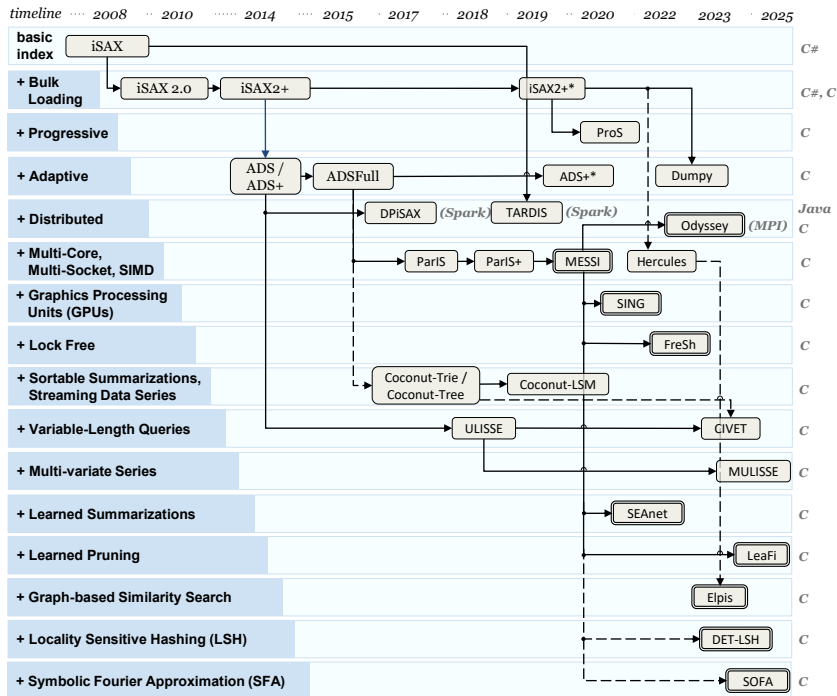 timeline ···· 2008 ··· 2010 ······ 2014 ··· 2015 ··· 2017 ·· 2019 ·· 2020 ·· 2022 ·· 2023 ·· 2025
basic
index
iSAX
C#
+ Bulk
Loading
iSAX 2.0
iSAX2+
iSAX2+*
C#, C
+ Progressive
ProS
C
+ Adaptive
ADS /
ADS+
ADSFull
ADS+*
Dumpy
C
+ Distributed
DPiSAX
(Spark)
TARDIS
(Spark)
Odyssey
(MPI)
Java
C
+ Multi-Core,
Multi-Socket, SIMD
ParIS
ParIS+
MESSI
Hercules
C
+ Graphics Processing
Units (GPUs)
SING
C
+ Lock Free
FreSh
C
+ Sortable Summarizations,
Streaming Data Series
Coconut-Trie /
Coconut-Tree
Coconut-LSM
C
+ Variable-Length Queries
ULISSE
CIVET
C
+ Multi-variate Series
MULISSE
C
+ Learned Summarizations
SEAnet
C
+ Learned Pruning
LeaFi
C
+ Graph-based Similarity Search
Elpis
C
+ Locality Sensitive Hashing (LSH)
DET-LSH
C
+ Symbolic Fourier Approximation (SFA)
SOFA
C